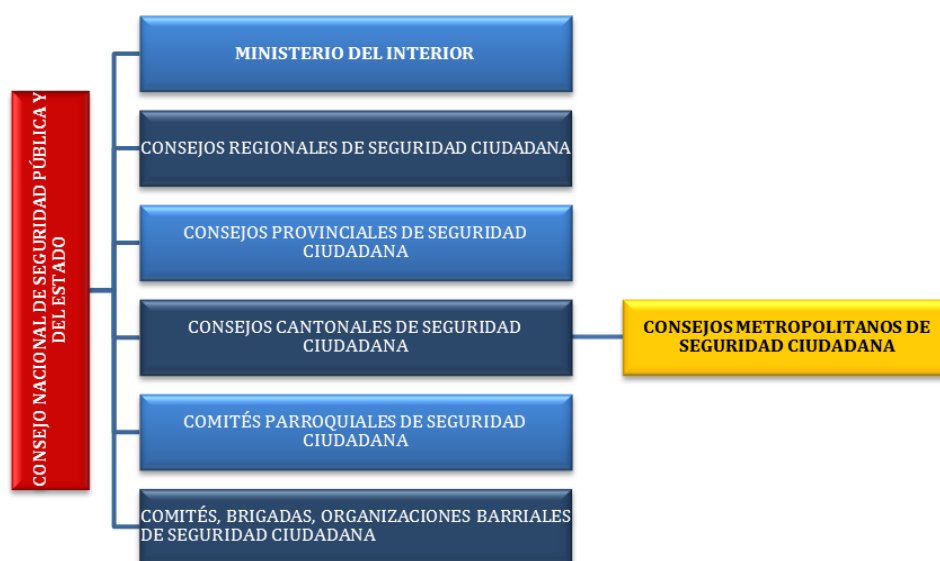 CONSEJO NACIONAL DE SEGURIDAD PÚBLICA Y
DEL ESTADO
MINISTERIO DEL INTERIOR
CONSEJOS REGIONALES DE SEGURIDAD CIUDADANA
CONSEJOS PROVINCIALES DE SEGURIDAD
CIUDADANA
CONSEJOS CANTONALES DE SEGURIDAD
CIUDADANA
CONSEJOS METROPOLITANOS DE
SEGURIDAD CIUDADANA
COMITÉS PARROQUIALES DE SEGURIDAD
CIUDADANA
COMITÉS, BRIGADAS, ORGANIZACIONES BARRIALES
DE SEGURIDAD CIUDADANA